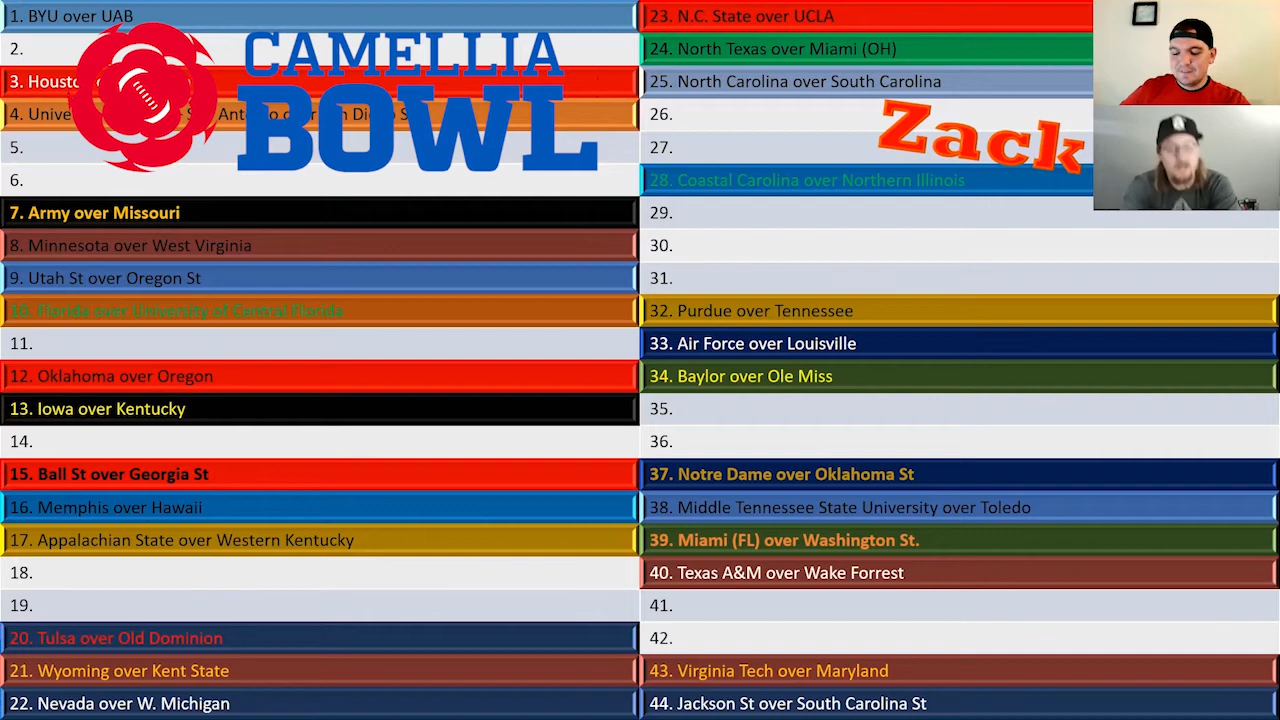 1. BYU over UAB
2.
3. Houston
4. over San Diego S
5.
6.
7. Army over Missouri
8. Minnesota over West Virginia
9. Utah St over Oregon St
10. Florida over University of Central Florida
11.
12. Oklahoma over Oregon
13. Iowa over Kentucky
14.
15. Ball St over Georgia St
16. Memphis over Hawaii
17. Appalachian State over Western Kentucky
18.
19.
20. Tulsa over Old Dominion
21. Wyoming over Kent State
22. Nevada over W. Michigan
CAMELLIA
BOWL
23. N.C. State over UCLA
24. North Texas over Miami (OH)
25. North Carolina over South Carolina
26.
27.
28. Coastal Carolina over Northern Illinois
29.
30.
31.
32. Purdue over Tennessee
33. Air Force over Louisville
34. Baylor over Ole Miss
35.
36.
37. Notre Dame over Oklahoma St
38. Middle Tennessee State University over Toledo
39. Miami (FL) over Washington St.
40. Texas A&M over Wake Forrest
41.
42.
43. Virginia Tech over Maryland
44. Jackson St over South Carolina St
Zack